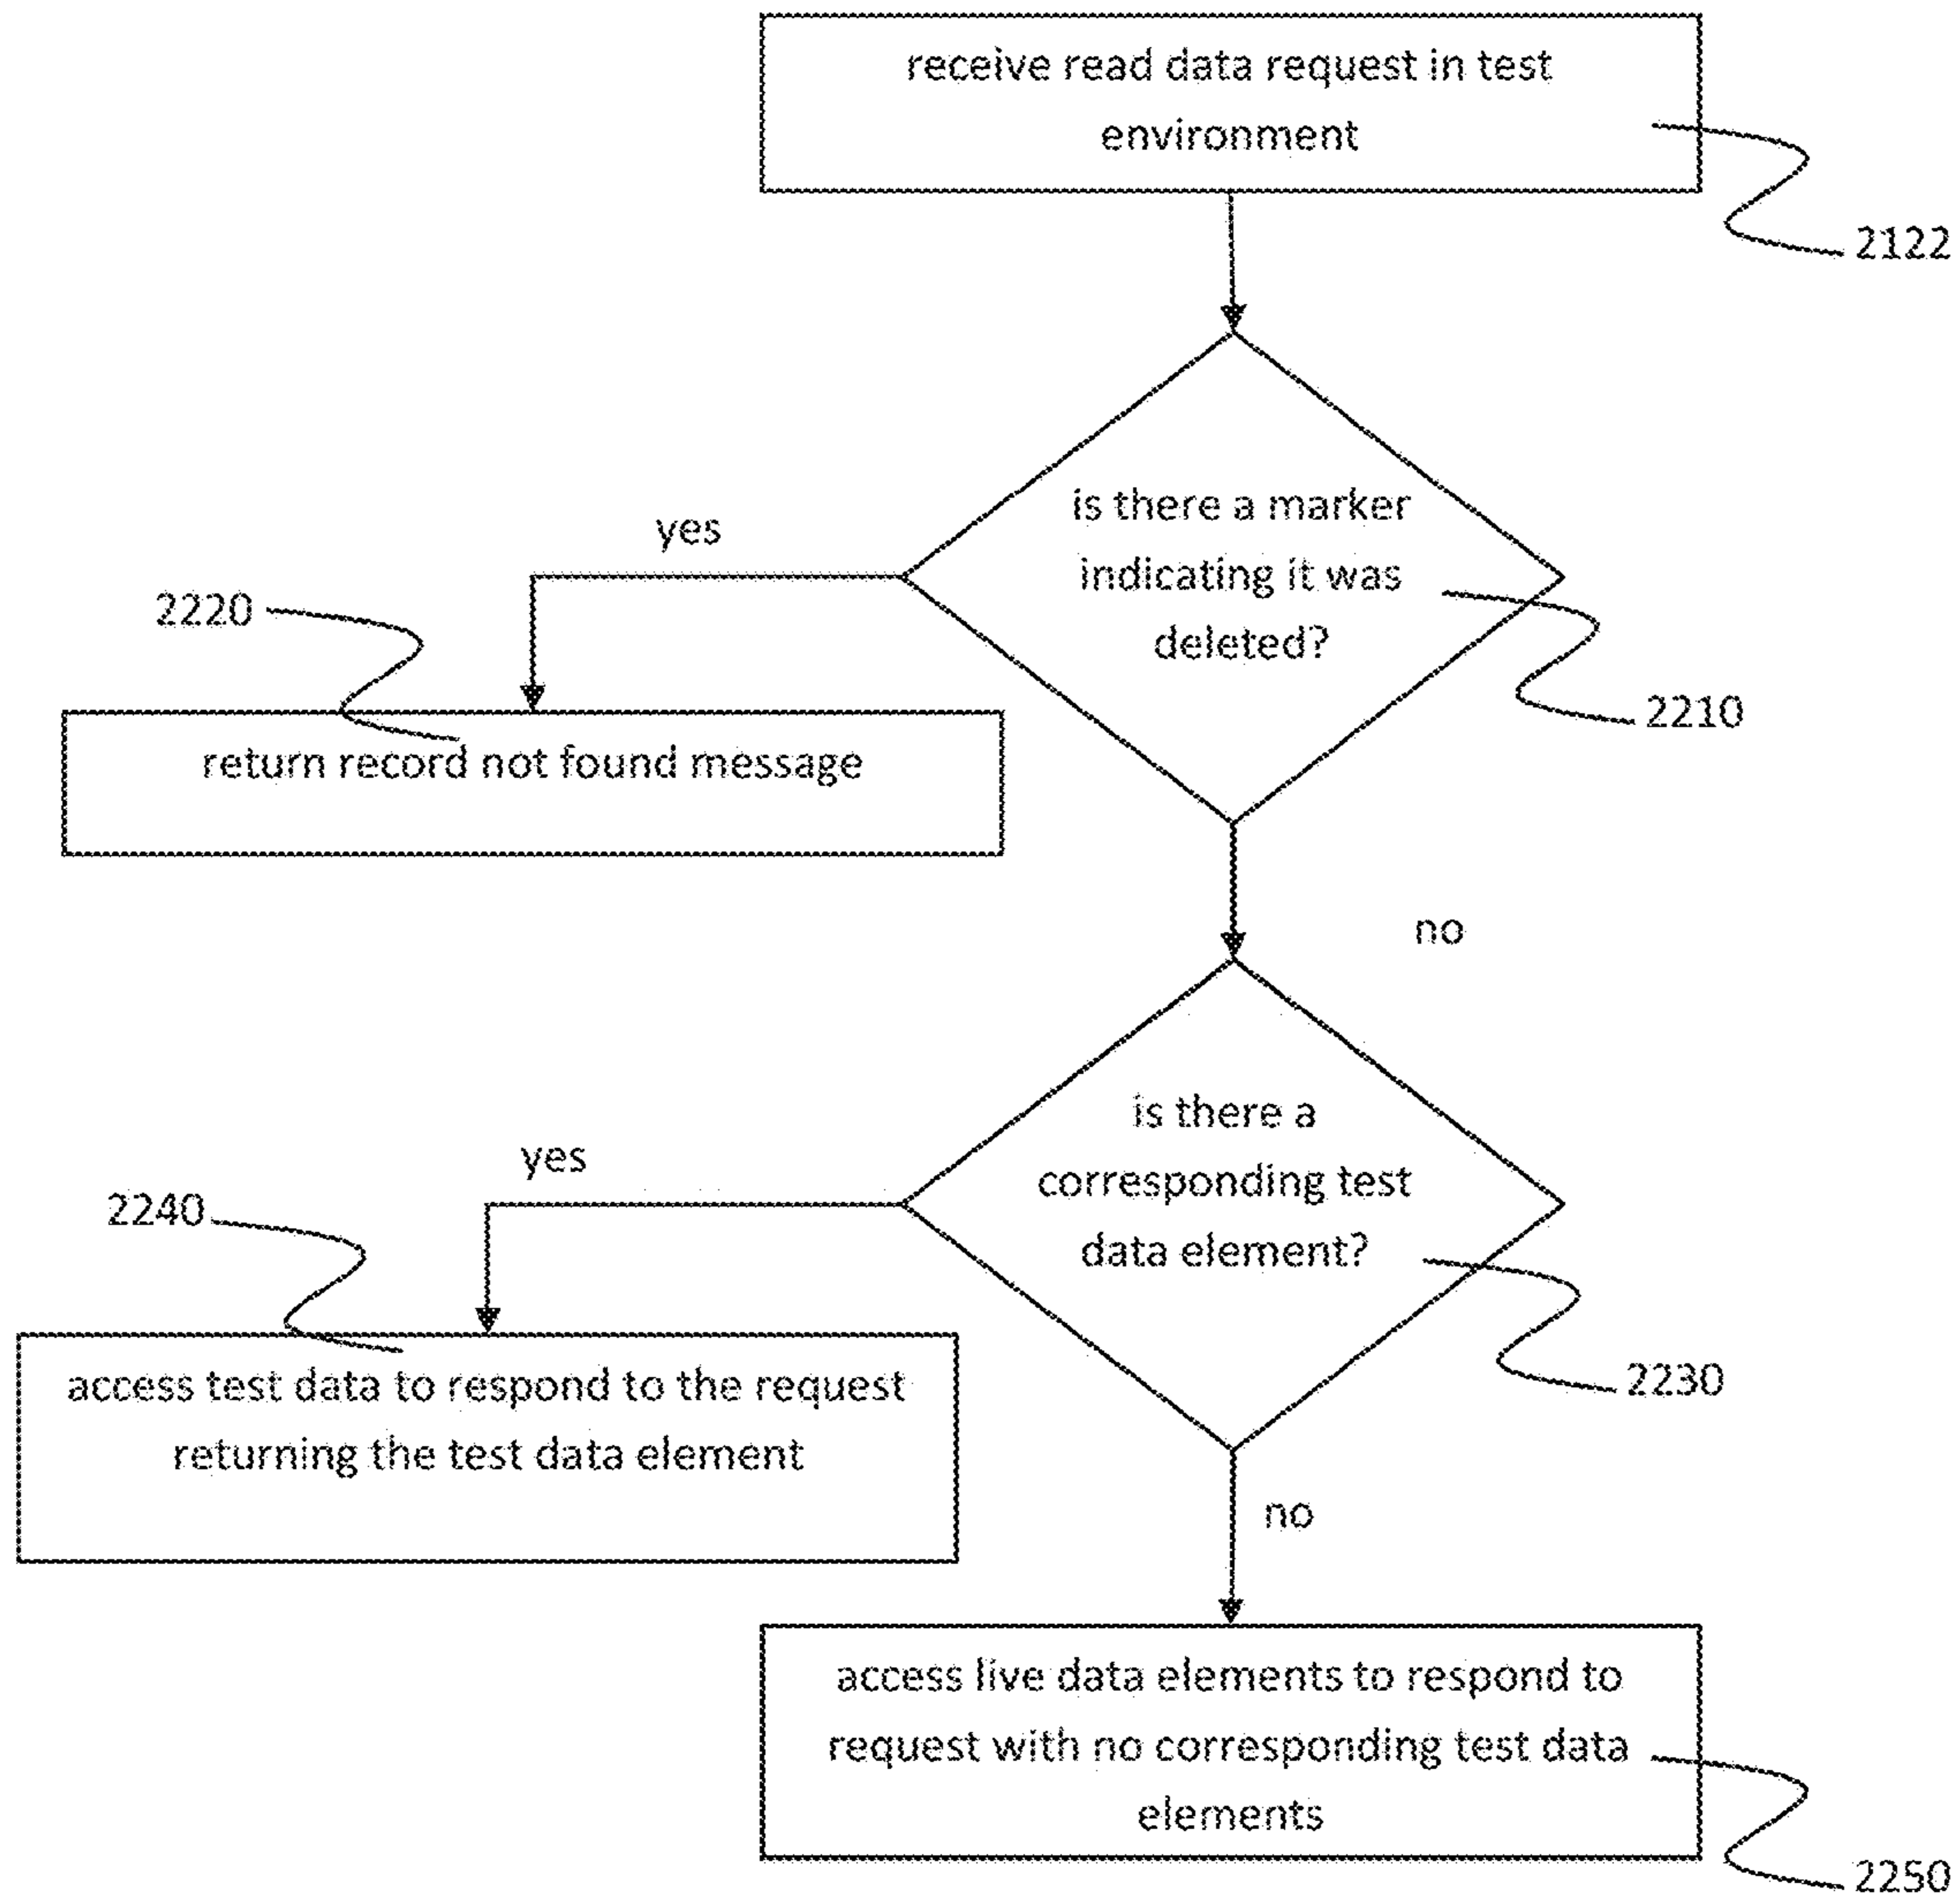 receive read data request in test
environment
2122
is there a marker
indicating it was
deleted?
yes
2220
2210
return record not found message
no
is there a
corresponding test
data element?
yes
2240
2230
access test data to respond to the request
returning the test data element
no
access live data elements to respond to
request with no corresponding test data
elements
2250